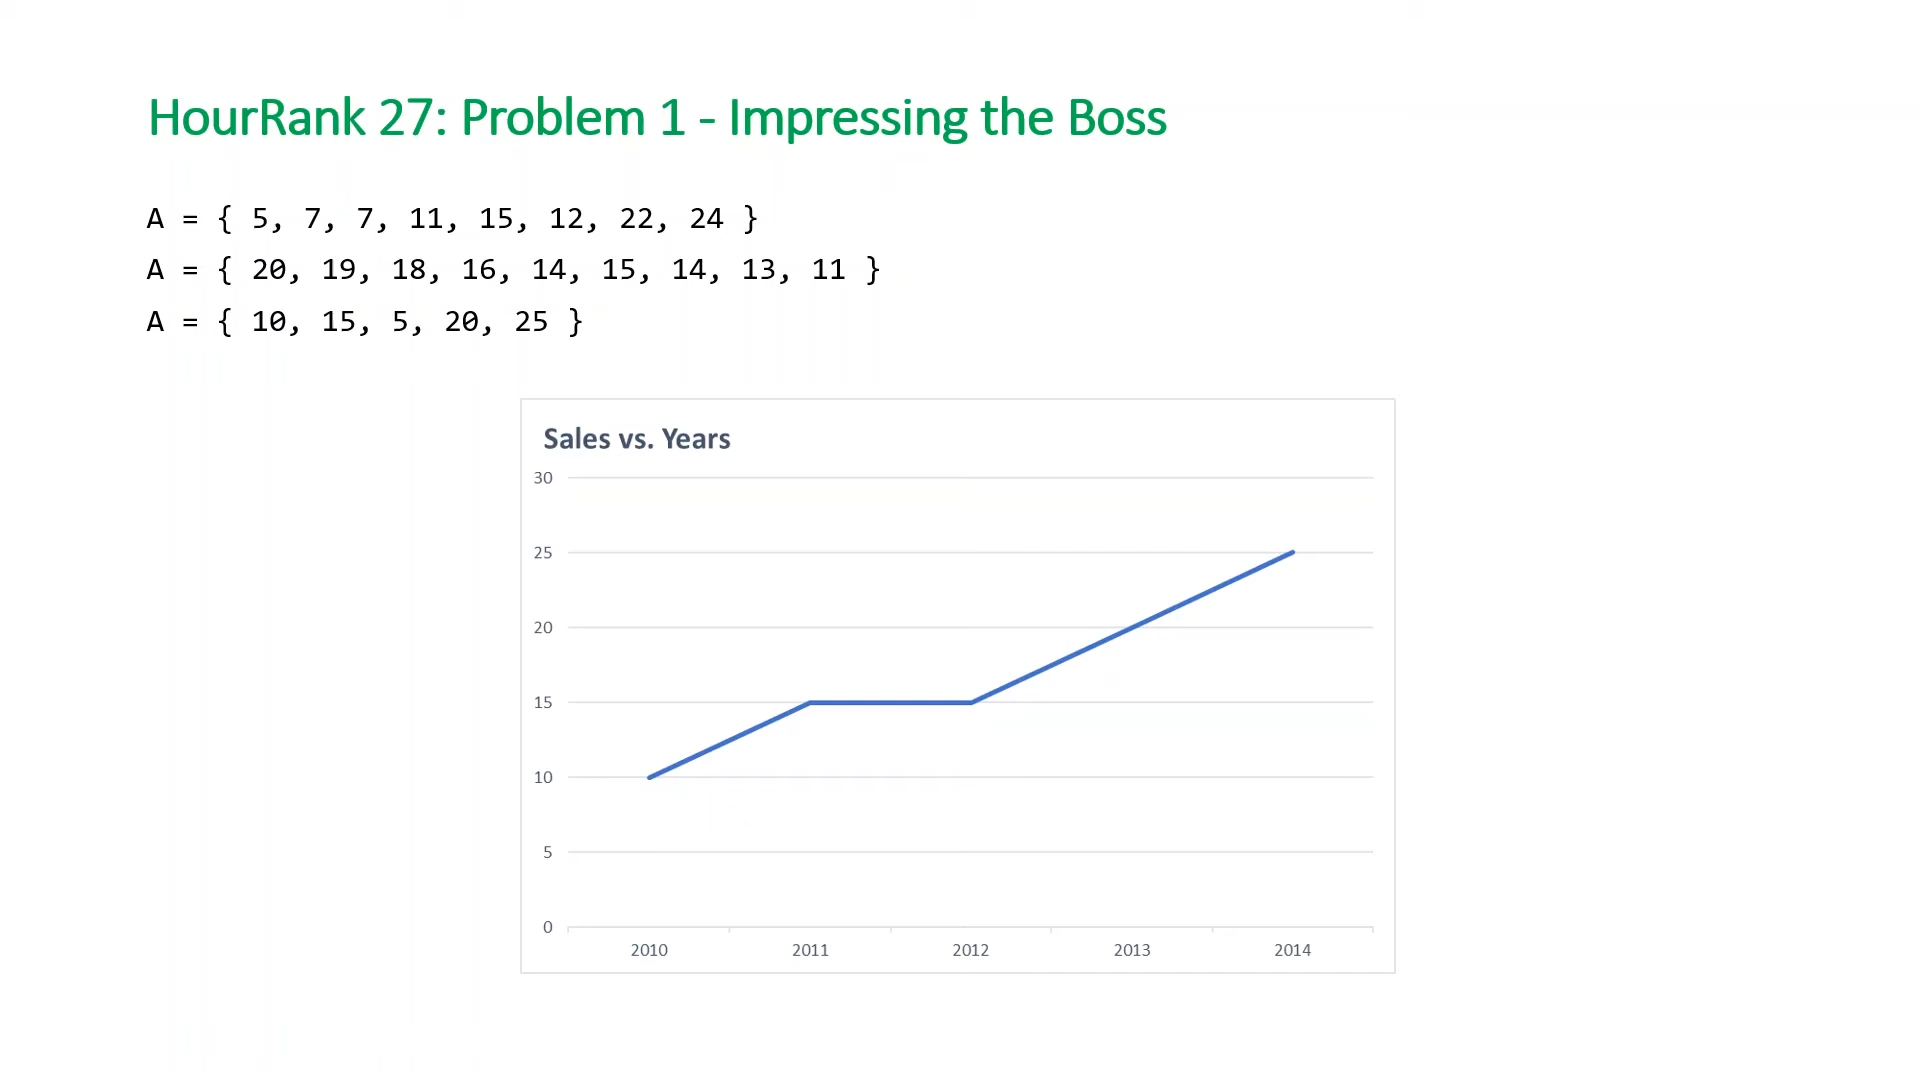 HourRank 27: Problem 1 - Impressing the Boss
A = { 5, 7, 7, 11, 15, 12, 22, 24 }
A = { 20, 19, 18, 16, 14, 15, 14, 13, 11 }
A = { 10, 15, 5, 20, 25 }
Sales vs. Years
30
25
20
15
10
5
0
2010 2011 2012 2013 2014